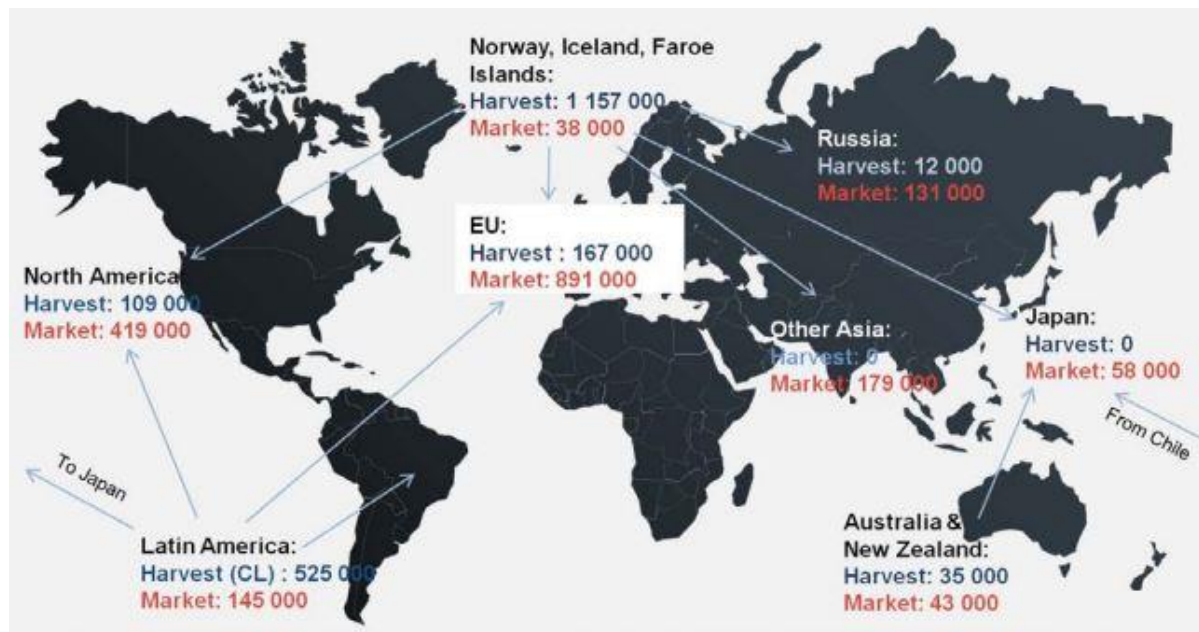 Norway, Iceland, Faroe
Islands:
Harvest: 1 157 000
Market: 38 000
Russia:
Harvest: 12 000
Market: 131 000
EU:
Harvest : 167 000
Market: 891 000
North America
Harvest: 109 000
Market: 419 000
Other Asia:
Harvest: 0
Market: 179 000
Japan:
Harvest: 0
Market: 58 000
From Chile
To Japan
Latin America:
Harvest (CL) : 525 000
Market: 145 000
Australia &
New Zealand:
Harvest: 35 000
Market: 43 000